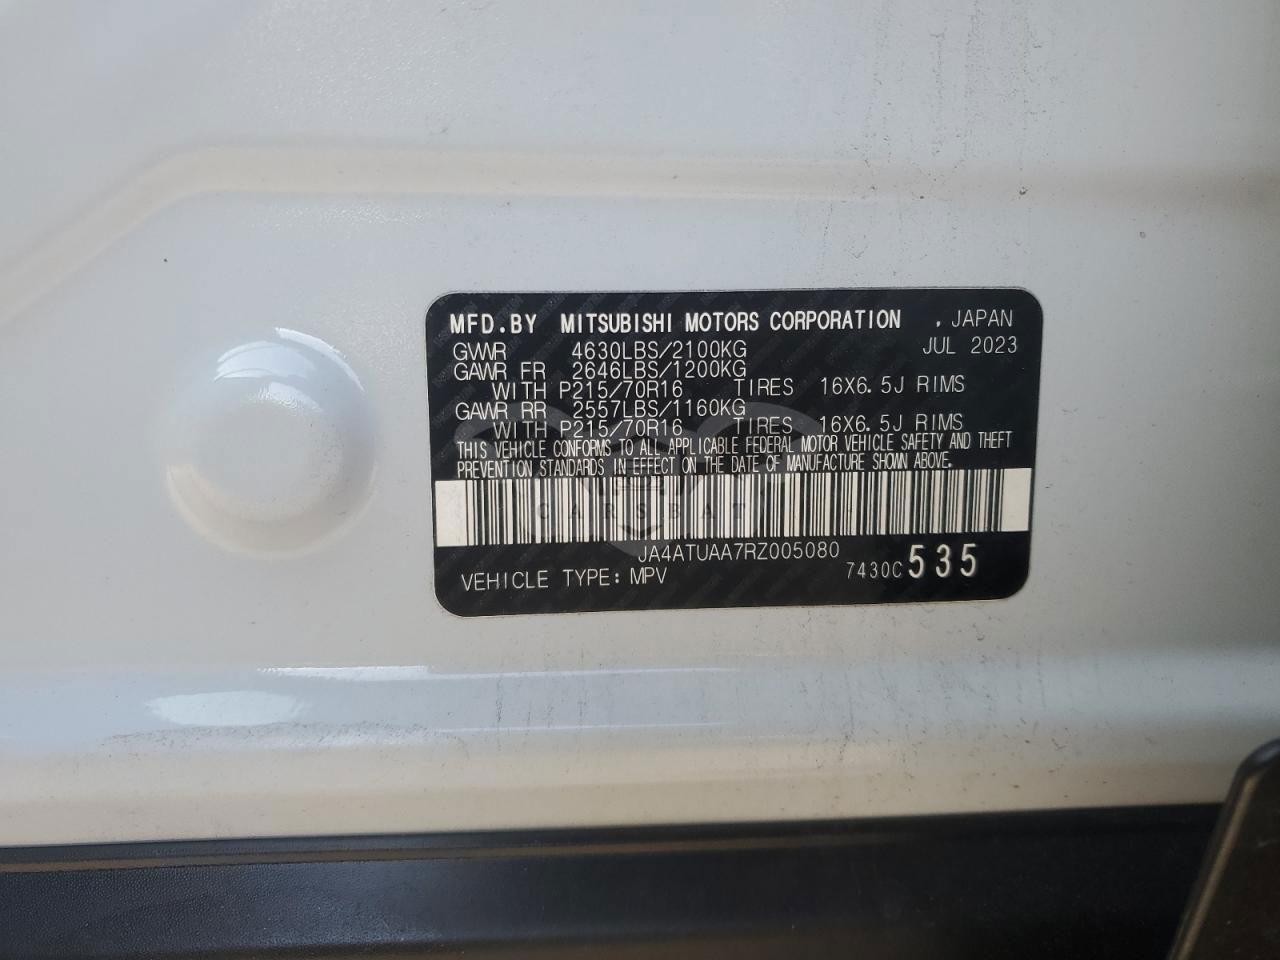 MFD.BY MITSUBISHI MOTORS CORPORATION , JAPAN
GVWR 4630LBS/2100KG JUL 2023
GAWR FR 2646LBS/1200KG
WITH P215/70R16 TIRES 16X6.5J RIMS
GAWR RR 2557LBS/1160KG
WITH P215/70R16 TIRES 16X6.5J RIMS
THIS VEHICLE CONFORMS TO ALL APPLICABLE FEDERAL MOTOR VEHICLE SAFETY AND THEFT
PREVENTION STANDARDS IN EFFECT ON THE DATE OF MANUFACTURE SHOWN ABOVE.
CARSBAT
JA4ATUAA7RZ005080
VEHICLE TYPE: MPV 7430C 535